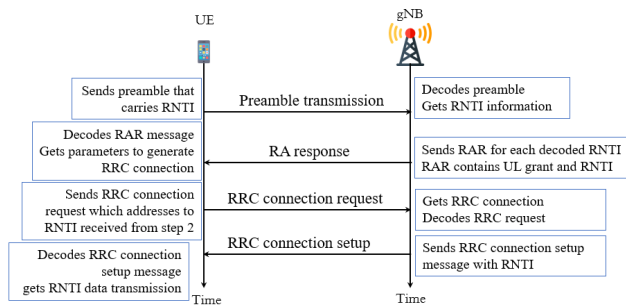 UE
gNB
Sends preamble that
carries RNTI
Preamble transmission
Decodes preamble
Gets RNTI information
Decodes RAR message
Gets parameters to generate
RRC connection
RA response
Sends RAR for each decoded RNTI
RAR contains UL grant and RNTI
Sends RRC connection
request which addresses to
RNTI received from step 2
RRC connection request
Gets RRC connection
Decodes RRC request
Decodes RRC connection
setup message
gets RNTI data transmission
RRC connection setup
Sends RRC connection setup
message with RNTI
Time
Time